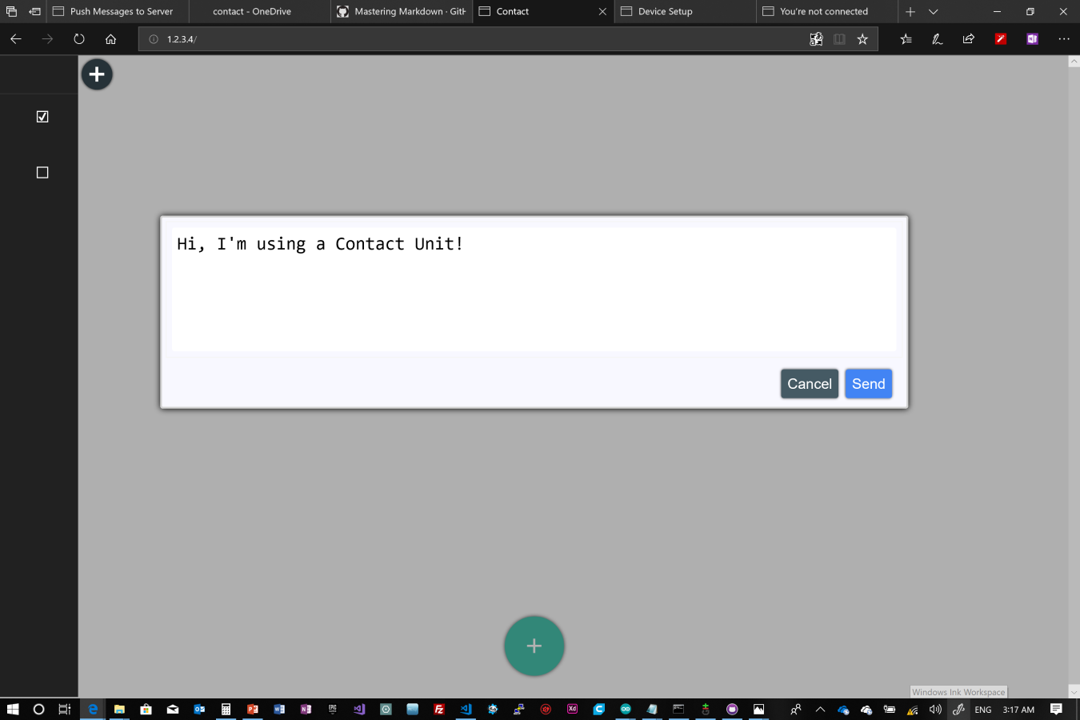 Push Messages to Server
contact - OneDrive
Mastering Markdown · Gitl
Contact
Device Setup
You're not connected
1.2.3.4/
Hi, I'm using a Contact Unit!
Cancel
Send
Windows Ink Workspace
ENG
3:17 AM